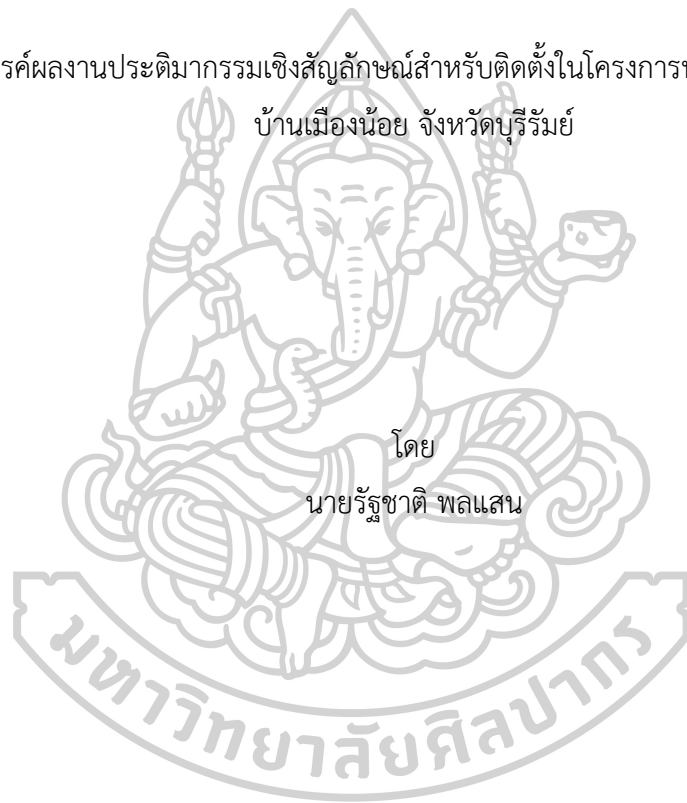 รค์ผลงานประติมากรรมเชิงสัญลักษณ์สำหรับติดตั้งในโครงการ
บ้านเมืองน้อย จังหวัดบุรีรัมย์
โดย
นายรัฐชาติ พลแสน
มหาวิทยาลัยศิลปากร